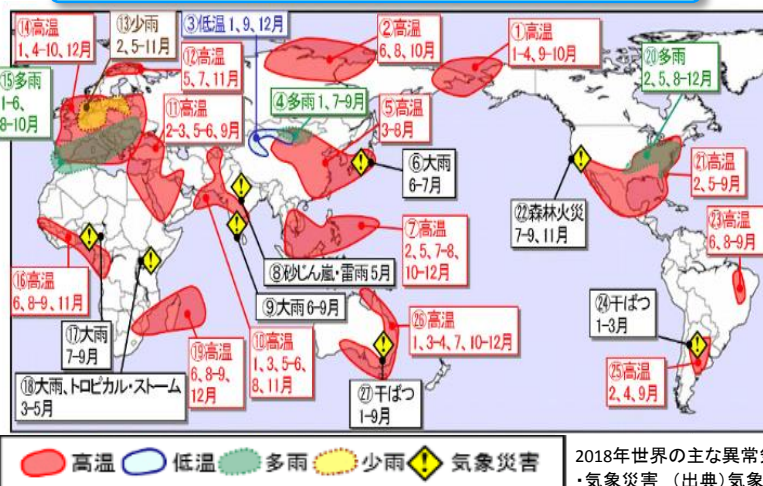 ⑭高温
1、4-10、12月
⑬少雨
2、5-11月
③低温 1、9、12月
②高温
6、8、10月
①高温
1-4、9-10月
⑳多雨
2、5、8-12月
⑮多雨
1-6、
8-10月
⑫高温
5、7、11月
⑪高温
2-3、5-6、9月
④多雨 1、7-9月
⑤高温
3-8月
⑥大雨
6-7月
㉑高温
2、5-9月
㉒森林火災
7-9、11月
㉓高温
6、8-9月
⑦高温
2、5、7-8、
10-12月
⑧砂じん嵐・雷雨 5月
⑨大雨 6-9月
⑯高温
6、8-9、11月
⑰大雨
7-9月
⑱大雨、トロピカル・ストーム
3-5月
⑲高温
6、8-9、
12月
⑩高温
1、3、5-6、
8、11月
㉖高温
1、3-4、7、10-12月
㉗干ばつ
1-9月
㉔干ばつ
1-3月
㉕高温
2、4、9月
高温 低温 多雨 少雨 気象災害
2018年世界の主な異常
・気象災害 (出典)気象